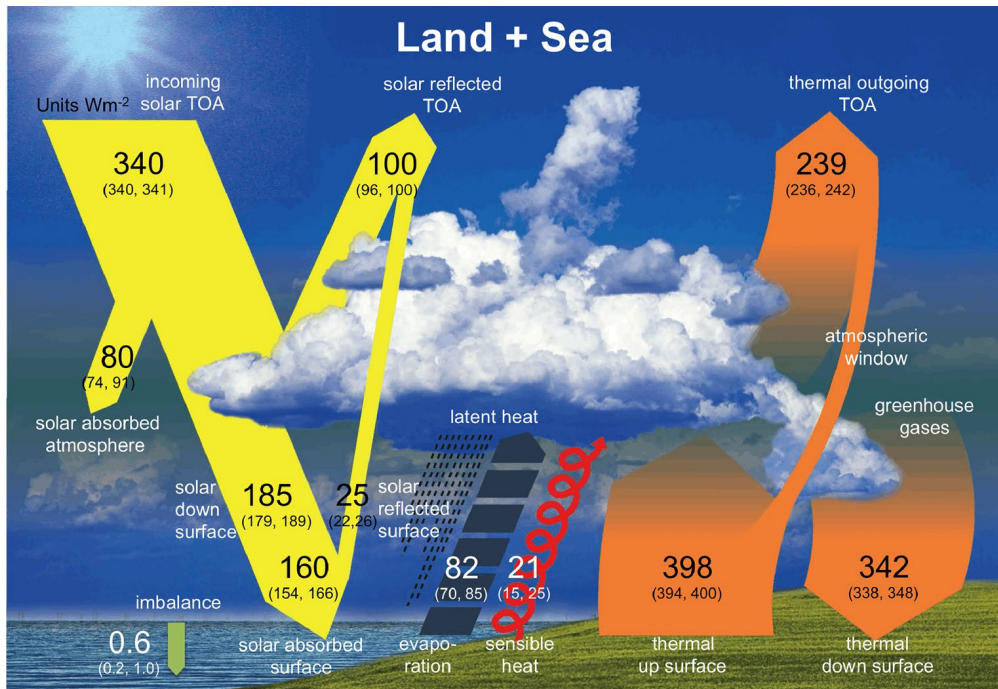 Land + Sea
Units Wm-2
incoming
solar TOA
solar reflected
TOA
thermal outgoing
TOA
340
(340, 341)
100
(96, 100)
239
(236, 242)
80
(74, 91)
solar absorbed
atmosphere
atmospheric
window
greenhouse
gases
latent heat
solar
down
surface
185
(179, 189)
25
(22,26)
solar
reflected
surface
160
(154, 166)
82
(70, 85)
21
(15, 25)
398
(394, 400)
342
(338, 348)
imbalance
0.6
(0.2, 1.0)
solar absorbed
surface
evapo-
ration
sensible
heat
thermal
up surface
thermal
down surface